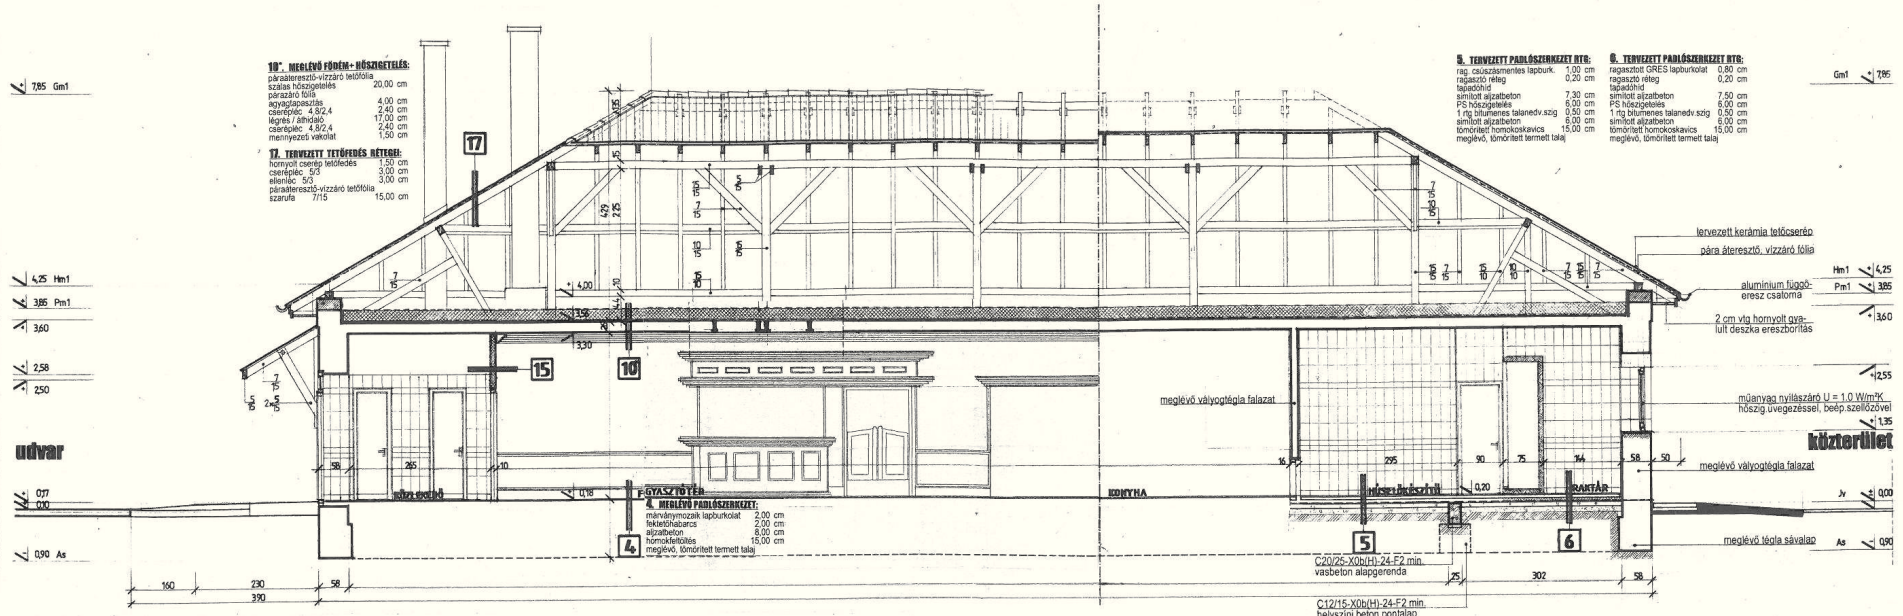 10*. MEGLÉVŐ FÖDÉM+ HŐSZIGETELÉS:
páraáteresztő-vízzáró tetőfólia
szálas hőszigetelés 20,00 cm
párazáró fólia
agyagtapasztás 4,00 cm
cserépléc 4,8/2,4 2,40 cm
légrés / áthidaló 17,00 cm
cserépléc 4,8/2,4 2,40 cm
mennyezeti vakolat 1,50 cm
17. TERVEZETT TETŐFEDÉS RÉTEGEI:
hornyolt cserép tetőfedés 1,50 cm
cserépléc 5/3 3,00 cm
ellenléc 5/3 3,00 cm
páraáteresztő-vízzáró tetőfólia
szarufa 7/15 15,00 cm
5. TERVEZETT PADLÓSZERKEZET RTG:
rag. csúszásmentes lapburk. 1,00 cm
ragasztó réteg 0,20 cm
tapadóhíd
simított aljzatbeton 7,30 cm
PS hőszigetelés 6,00 cm
1 rtg bitumenes talanedv.szig 0,50 cm
simított aljzatbeton 6,00 cm
tömörített homokoskavics 15,00 cm
meglévő, tömörített termett talaj
6. TERVEZETT PADLÓSZERKEZET RTG:
ragasztott GRES lapburkolat 0,80 cm
ragasztó réteg 0,20 cm
tapadóhíd
simított aljzatbeton 7,50 cm
PS hőszigetelés 6,00 cm
1 rtg bitumenes talanedv.szig 0,50 cm
simított aljzatbeton 6,00 cm
tömörített homokoskavics 15,00 cm
meglévő, tömörített termett talaj
7,85 Gm1
Gm1 7,85
17
429
225
4,25 Hm1
3,85 Pm1
3,60
2,58
2,50
4,00
3,30
tervezett kerámia tetőcserép
pára áteresztő, vízzáró fólia
Hm1 4,25
Pm1 3,85
alumínium függő-
eresz csatorna
3,60
2 cm vtg hornyolt gya-
lult deszka ereszborítás
15
10*
2,55
meglévő vályogtégla falazat
műanyag nyílászáró U = 1.0 W/m²K
hőszig.üvegezéssel, beép.szellőzővel
1,35
udvar
közterület
58 265 10
16 295 90 75 144 58 50
meglévő vályogtégla falazat
0,17
0,10
KÖZLEKEDŐ
0,18
FOGYASZTÓTÉR
KONYHA
HÚSELŐKÉSZÍTŐ
0,20
RAKTÁR
Jv 0,00
4. MEGLÉVŐ PADLÓSZERKEZET:
márványmozaik lapburkolat 2,00 cm
fektetőhabarcs 2,00 cm
aljzatbeton 8,00 cm
homokfeltöltés 15,00 cm
meglévő, tömörített termett talaj
4
5
6
0,90 As
meglévő tégla sávalap
As 0,90
C20/25-X0b(H)-24-F2 min.
vasbeton alapgerenda
160 230 58
25 302 58
390
C12/15-X0b(H)-24-F2 min.
helyszíni beton pontalap